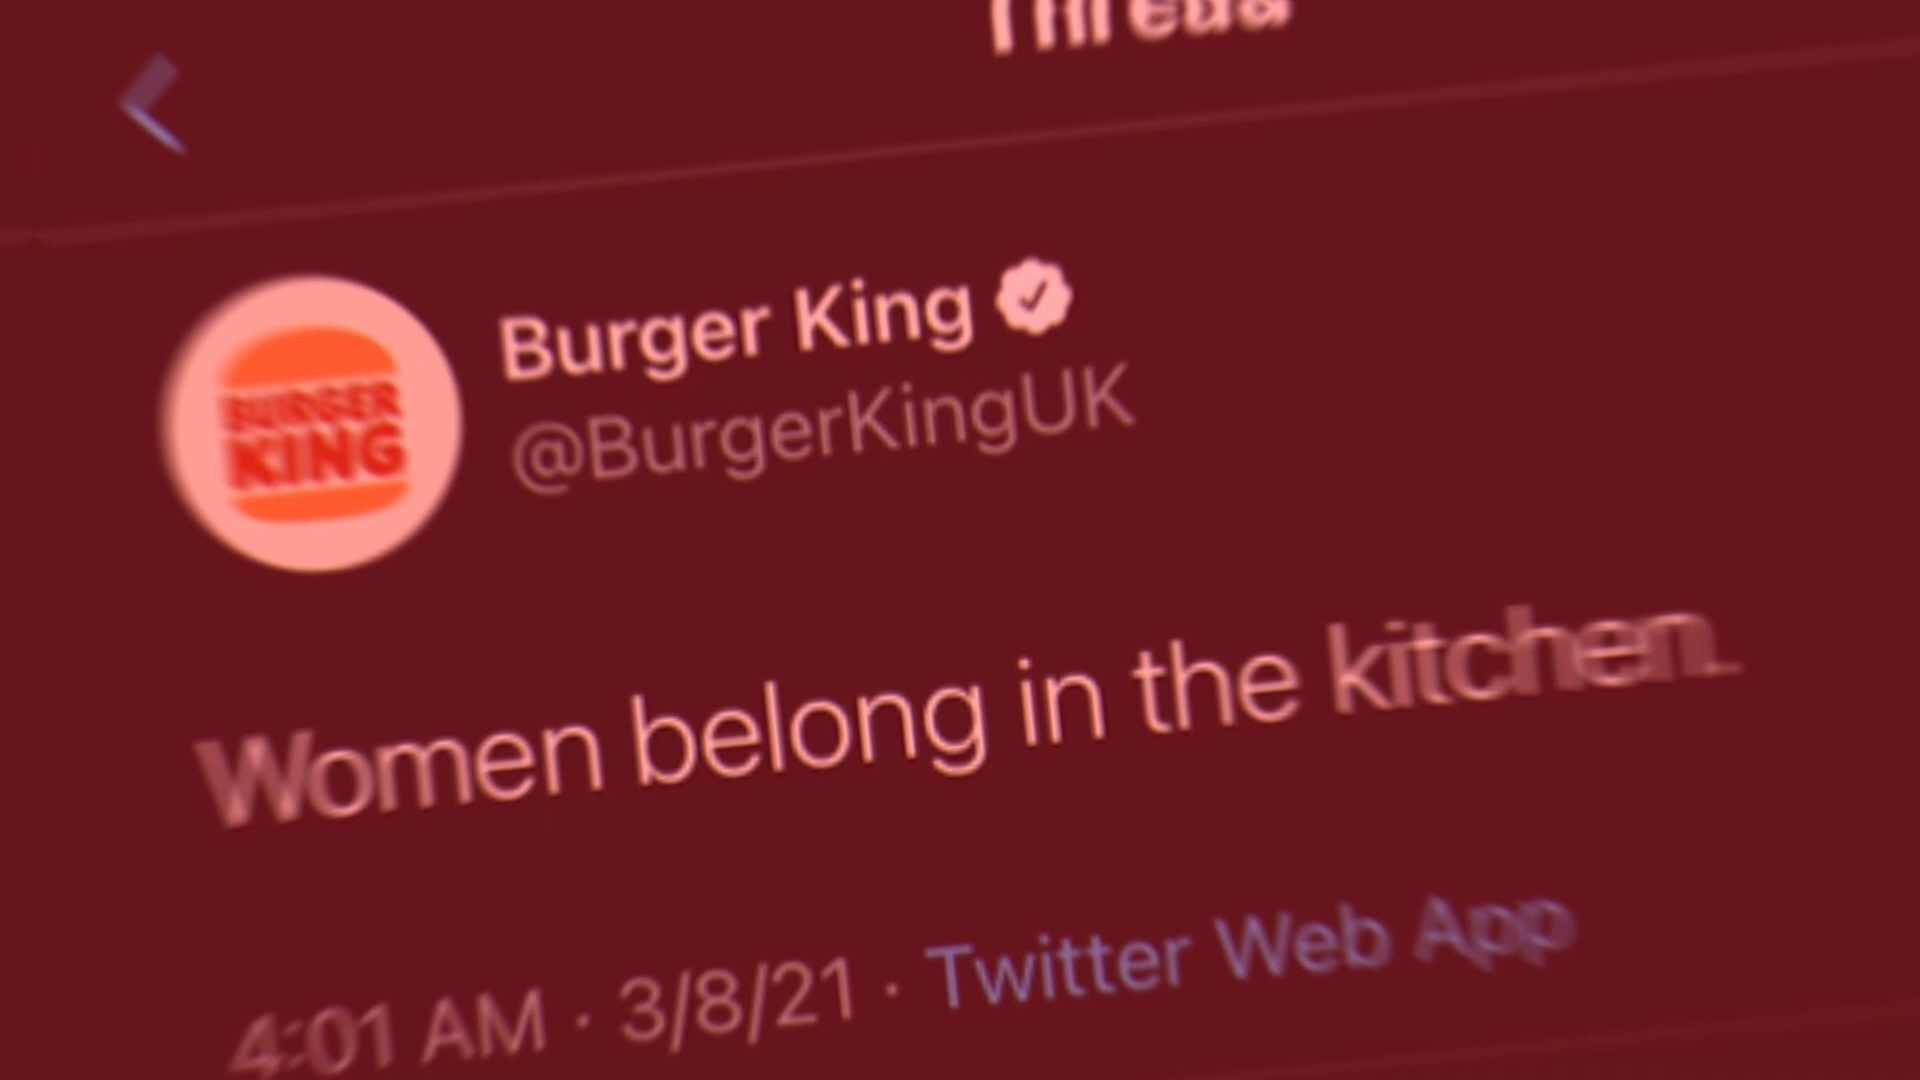 Thread
Burger King
@BurgerKingUK
BURGER
KING
Women belong in the kitchen.
4:01 AM · 3/8/21 · Twitter Web App